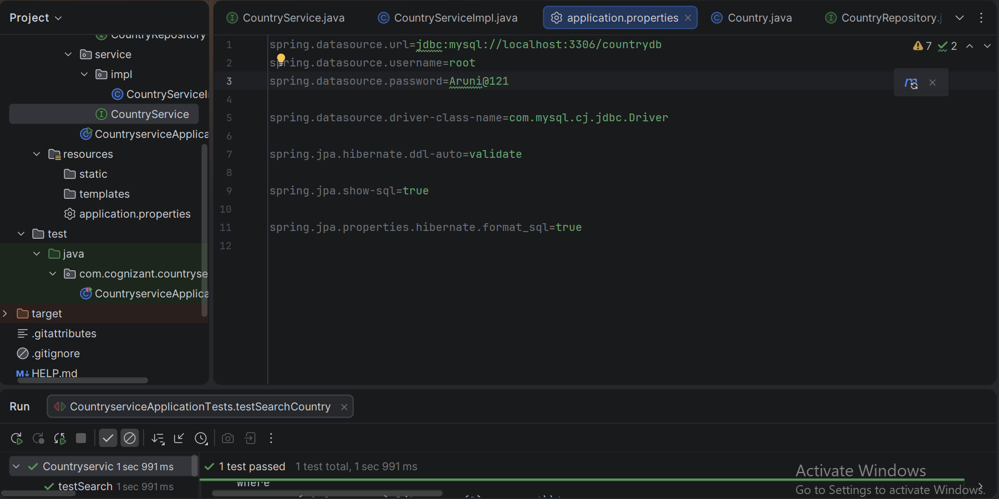 Project
CountryService.java
CountryServiceImpl.java
application.properties
Country.java
CountryRepository.j
CountryRepository
service
impl
CountryServiceI
CountryService
CountryserviceApplica
resources
static
templates
application.properties
test
java
com.cognizant.countryse
CountryserviceApplica
target
.gitattributes
.gitignore
M↓ HELP.md
1 spring.datasource.url=jdbc:mysql://localhost:3306/countrydb
2 spring.datasource.username=root
3 spring.datasource.password=Aruni@121
4
5 spring.datasource.driver-class-name=com.mysql.cj.jdbc.Driver
6
7 spring.jpa.hibernate.ddl-auto=validate
8
9 spring.jpa.show-sql=true
10
11 spring.jpa.properties.hibernate.format_sql=true
12
7 2
Run
CountryserviceApplicationTests.testSearchCountry
Countryservic 1 sec 991 ms
testSearch 1 sec 991 ms
1 test passed 1 test total, 1 sec 991 ms
where
Activate Windows
Go to Settings to activate Windows.